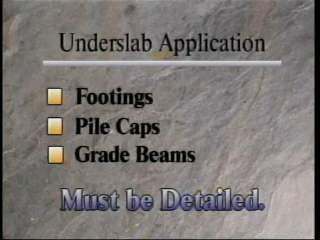 Underslab Application
Footings
Pile Caps
Grade Beams
Must be Detailed.